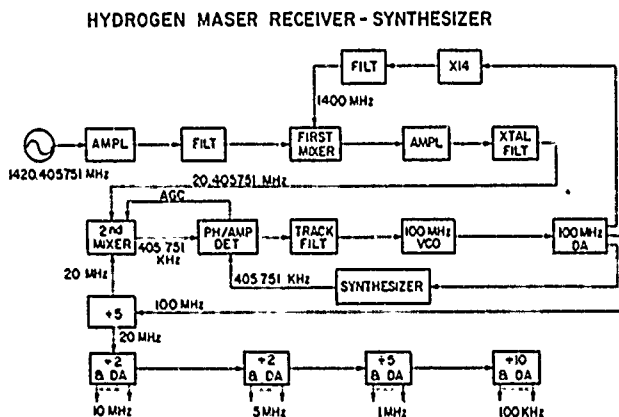 HYDROGEN MASER RECEIVER - SYNTHESIZER
FILT
X14
1400 MHz
AMPL
FILT
FIRST
MIXER
AMPL
XTAL
FILT
1420.405751 MHz
20.405751 MHz
AGC
2nd
MIXER
405.751
KHz
PH/AMP
DET
TRACK
FILT
100 MHz
VCO
100 MHz
DA
20 MHz
405.751 KHz
SYNTHESIZER
÷5
100 MHz
20 MHz
÷2
& DA
÷2
& DA
÷5
& DA
÷10
& DA
10 MHz
5 MHz
1 MHz
100 KHz